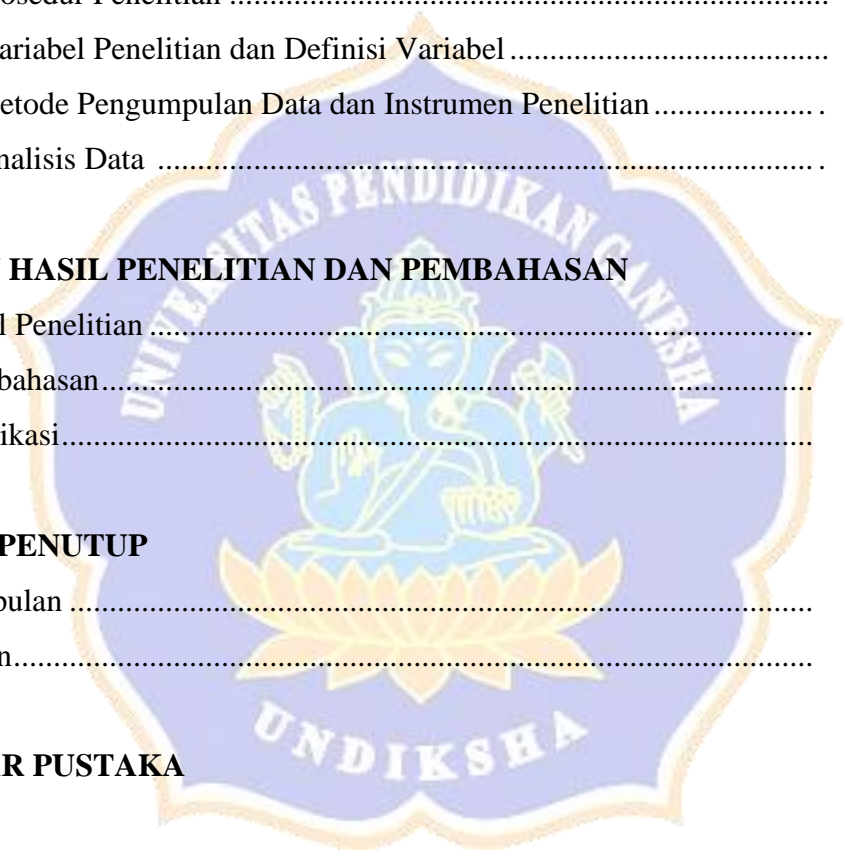 osedur Penelitian ..........................................................................................
ariabel Penelitian dan Definisi Variabel ................................................
etode Pengumpulan Data dan Instrumen Penelitian ................... .
nalisis Data .................................................................................................... .
UNIVERSITAS PENDIDIKAN GANESHA
HASIL PENELITIAN DAN PEMBAHASAN
l Penelitian .....................................................................................................
bahasan ............................................................................................................
ikasi ..................................................................................................................
PENUTUP
pulan ................................................................................................................
n .........................................................................................................................
UNDIKSHA
R PUSTAKA